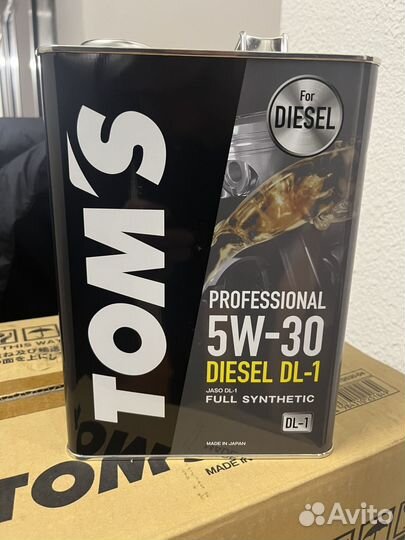 For
DIESEL
TOM'S
PROFESSIONAL
5W-30
DIESEL DL-1
JASO DL-1
FULL SYNTHETIC
DL-1
MADE IN JAPAN
THIS WAY
TOM'S
MADE IN
Avito